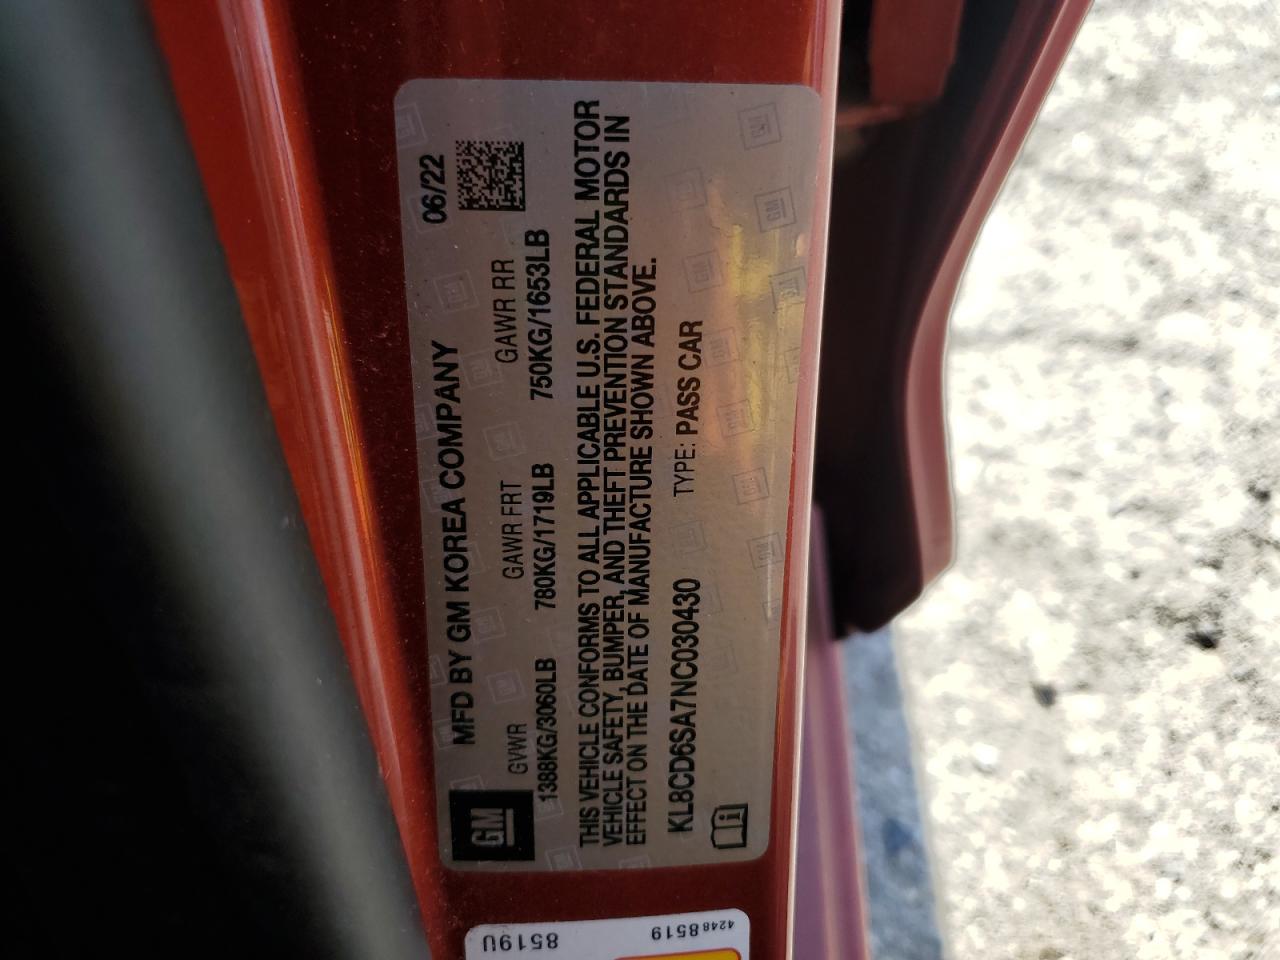 MFD BY GM KOREA COMPANY 06/22
GM
GVWR GAWR FRT GAWR RR
1388KG/3060LB 780KG/1719LB 750KG/1653LB
THIS VEHICLE CONFORMS TO ALL APPLICABLE U.S. FEDERAL MOTOR
VEHICLE SAFETY, BUMPER, AND THEFT PREVENTION STANDARDS IN
EFFECT ON THE DATE OF MANUFACTURE SHOWN ABOVE.
KL8CD6SA7NC030430 TYPE: PASS CAR
42488519
8519U